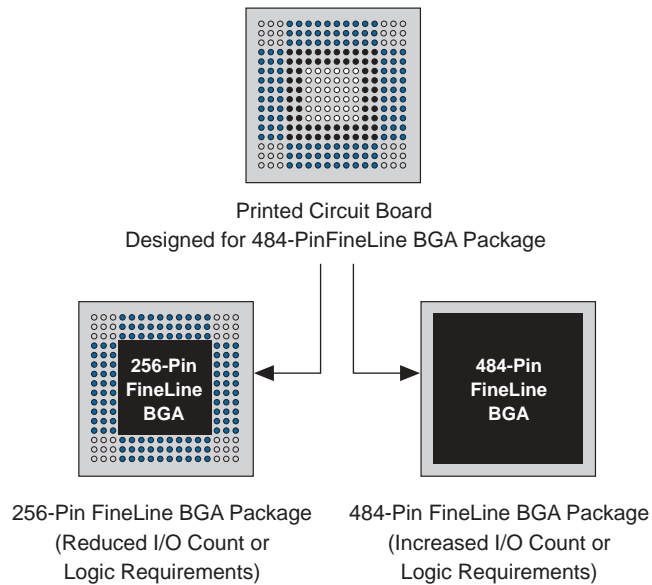 Printed Circuit Board
Designed for 484-PinFineLine BGA Package
256-Pin
FineLine
BGA
484-Pin
FineLine
BGA
256-Pin FineLine BGA Package
(Reduced I/O Count or
Logic Requirements)
484-Pin FineLine BGA Package
(Increased I/O Count or
Logic Requirements)